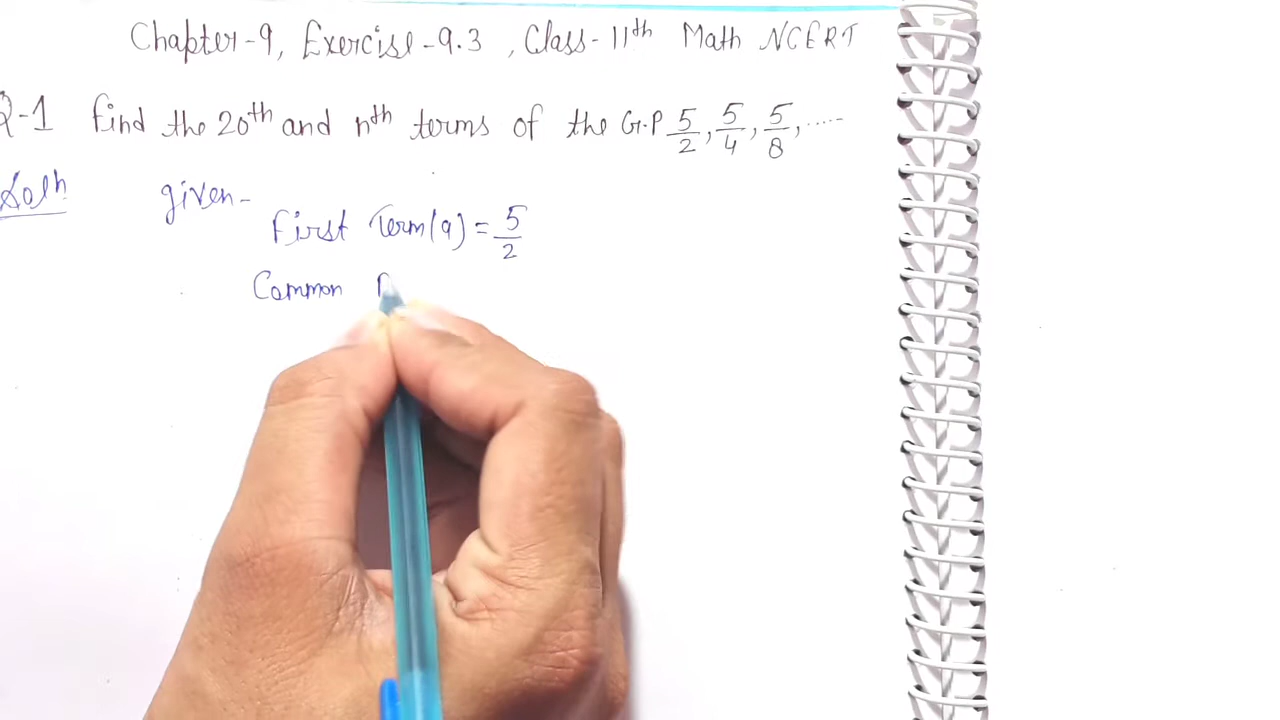 Chapter-9, Exercise-9.3, Class-11th Math NCERT
Q-1 Find the 20th and nth terms of the G.P 5/2, 5/4, 5/8, .....
Solh
given-
First Term(a) = 5/2
Common